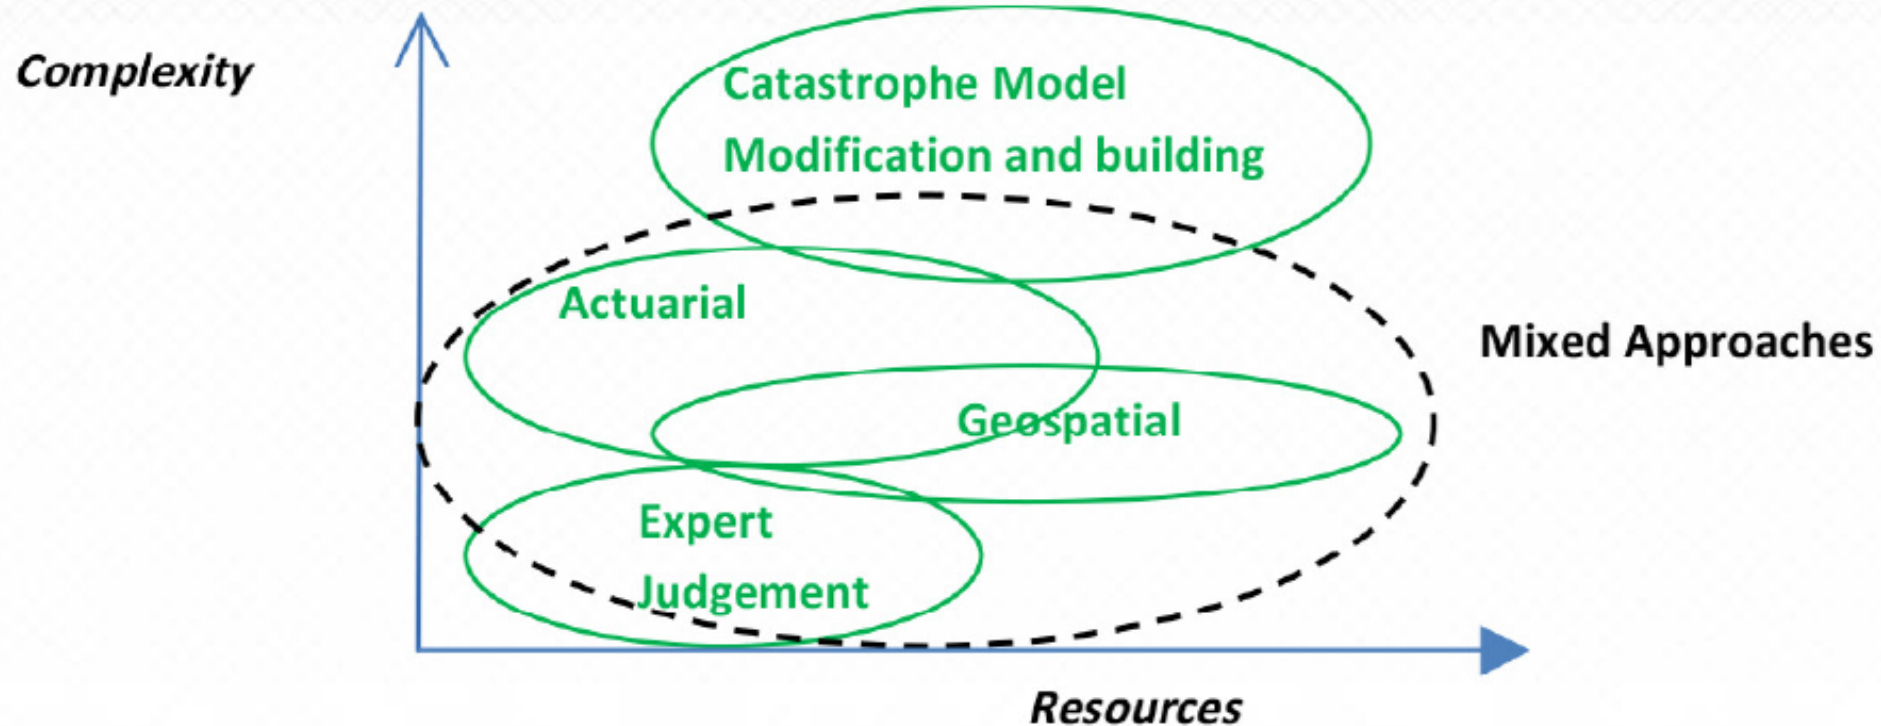 Complexity
Catastrophe Model
Modification and building
Actuarial
Mixed Approaches
Geospatial
Expert
Judgement
Resources